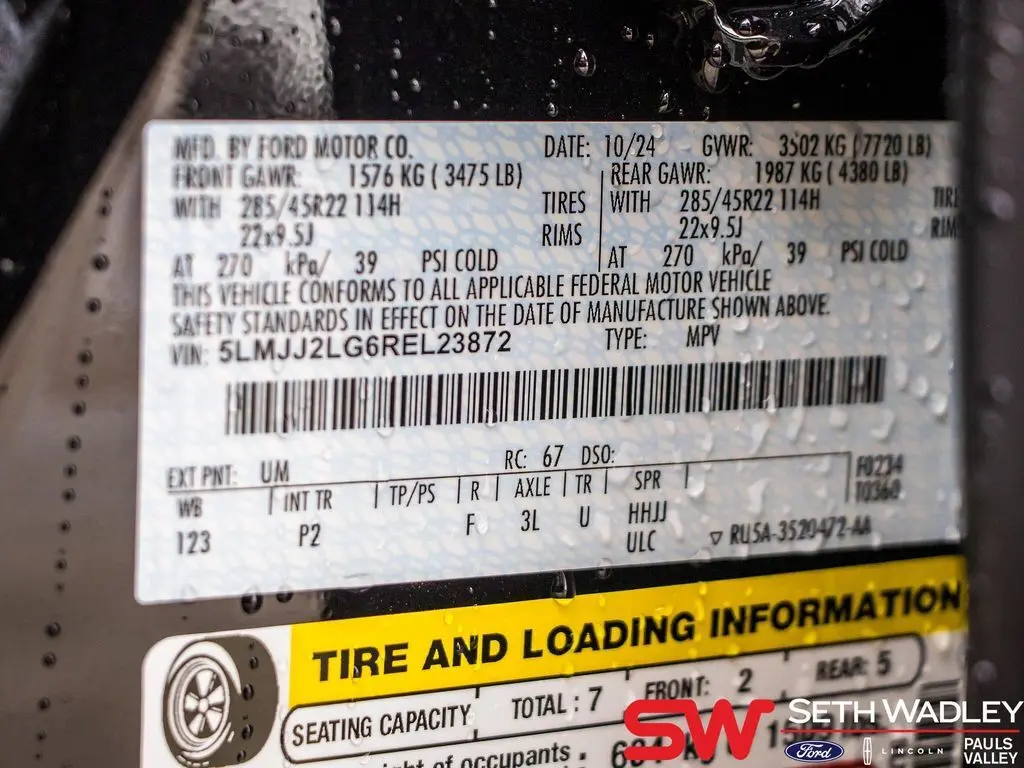 MFD. BY FORD MOTOR CO. DATE: 10/24 GVWR: 3502 KG (7720 LB)
FRONT GAWR: 1576 KG ( 3475 LB) REAR GAWR: 1987 KG ( 4380 LB)
WITH 285/45R22 114H TIRES WITH 285/45R22 114H TIRE
22x9.5J RIMS 22x9.5J RIM
AT 270 kPa/ 39 PSI COLD AT 270 kPa/ 39 PSI COLD
THIS VEHICLE CONFORMS TO ALL APPLICABLE FEDERAL MOTOR VEHICLE
SAFETY STANDARDS IN EFFECT ON THE DATE OF MANUFACTURE SHOWN ABOVE.
VIN: 5LMJJ2LG6REL23872 TYPE: MPV
EXT PNT: UM RC: 67 DSO:
WB INT TR TP/PS R AXLE TR SPR F0234
T0360
123 P2 F 3L U HHJJ
ULC ▽ RU5A-3520472-AA
TIRE AND LOADING INFORMATION
SEATING CAPACITY TOTAL : 7 FRONT: 2 REAR: 5
of occupants
SW SETH WADLEY
Ford LINCOLN PAULS VALLEY